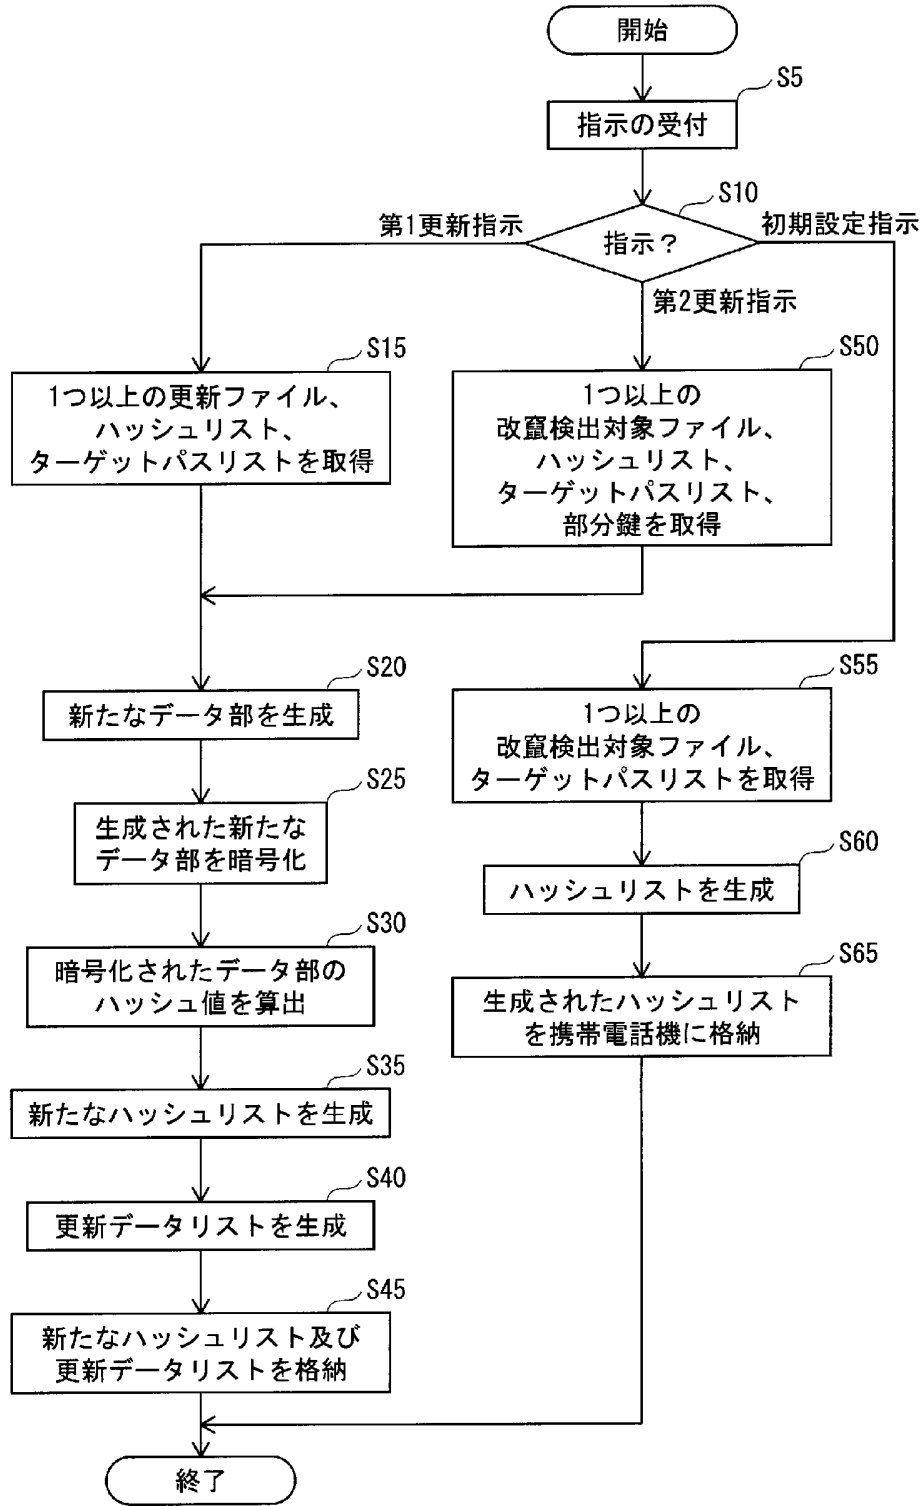 開始
S5
指示の受付
S10
第1更新指示
指示？
初期設定指示
第2更新指示
S15
1つ以上の更新ファイル、
ハッシュリスト、
ターゲットパスリストを取得
S50
1つ以上の
改竄検出対象ファイル、
ハッシュリスト、
ターゲットパスリスト、
部分鍵を取得
S20
新たなデータ部を生成
S25
生成された新たな
データ部を暗号化
S30
暗号化されたデータ部の
ハッシュ値を算出
S35
新たなハッシュリストを生成
S40
更新データリストを生成
S45
新たなハッシュリスト及び
更新データリストを格納
S55
1つ以上の
改竄検出対象ファイル、
ターゲットパスリストを取得
S60
ハッシュリストを生成
S65
生成されたハッシュリスト
を携帯電話機に格納
終了